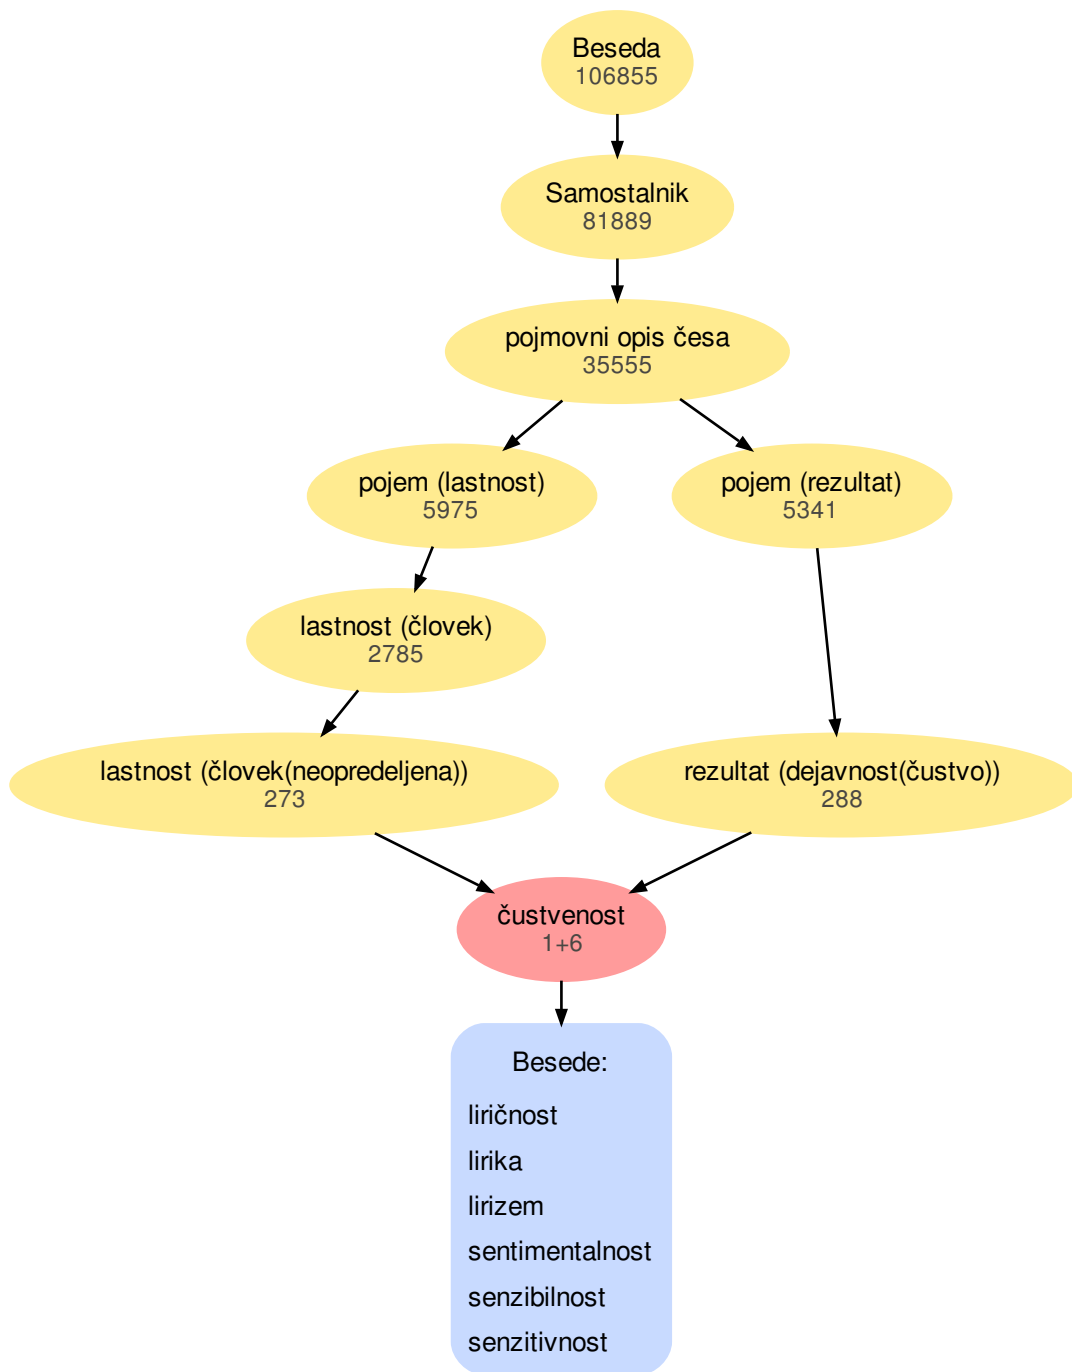 Beseda
106855
Samostalnik
81889
pojmovni opis česa
35555
pojem (lastnost)
5975
pojem (rezultat)
5341
lastnost (človek)
2785
lastnost (človek(neopredeljena))
273
rezultat (dejavnost(čustvo))
288
čustvenost
1+6
Besede:
liričnost
lirika
lirizem
sentimentalnost
senzibilnost
senzitivnost